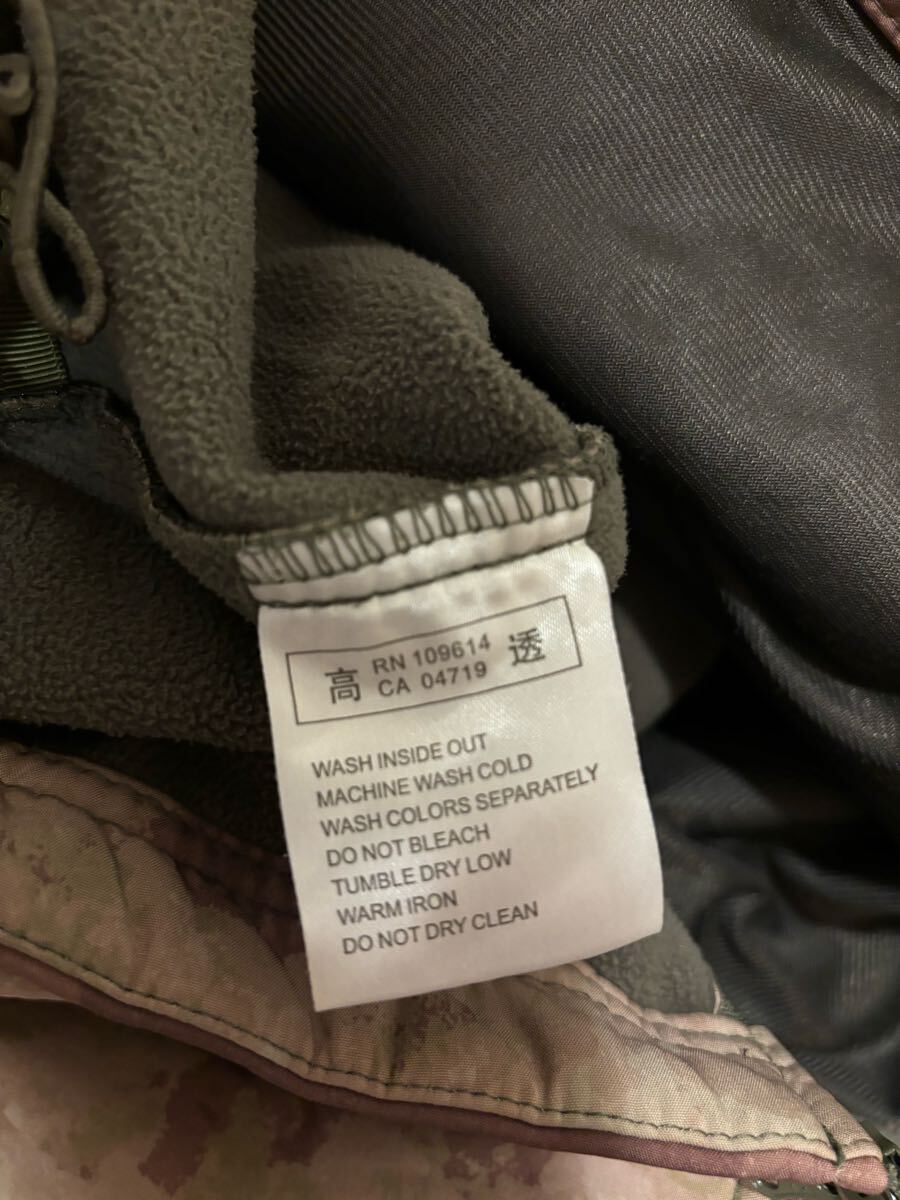 高 RN 109614 透
CA 04719
WASH INSIDE OUT
MACHINE WASH COLD
WASH COLORS SEPARATELY
DO NOT BLEACH
TUMBLE DRY LOW
WARM IRON
DO NOT DRY CLEAN